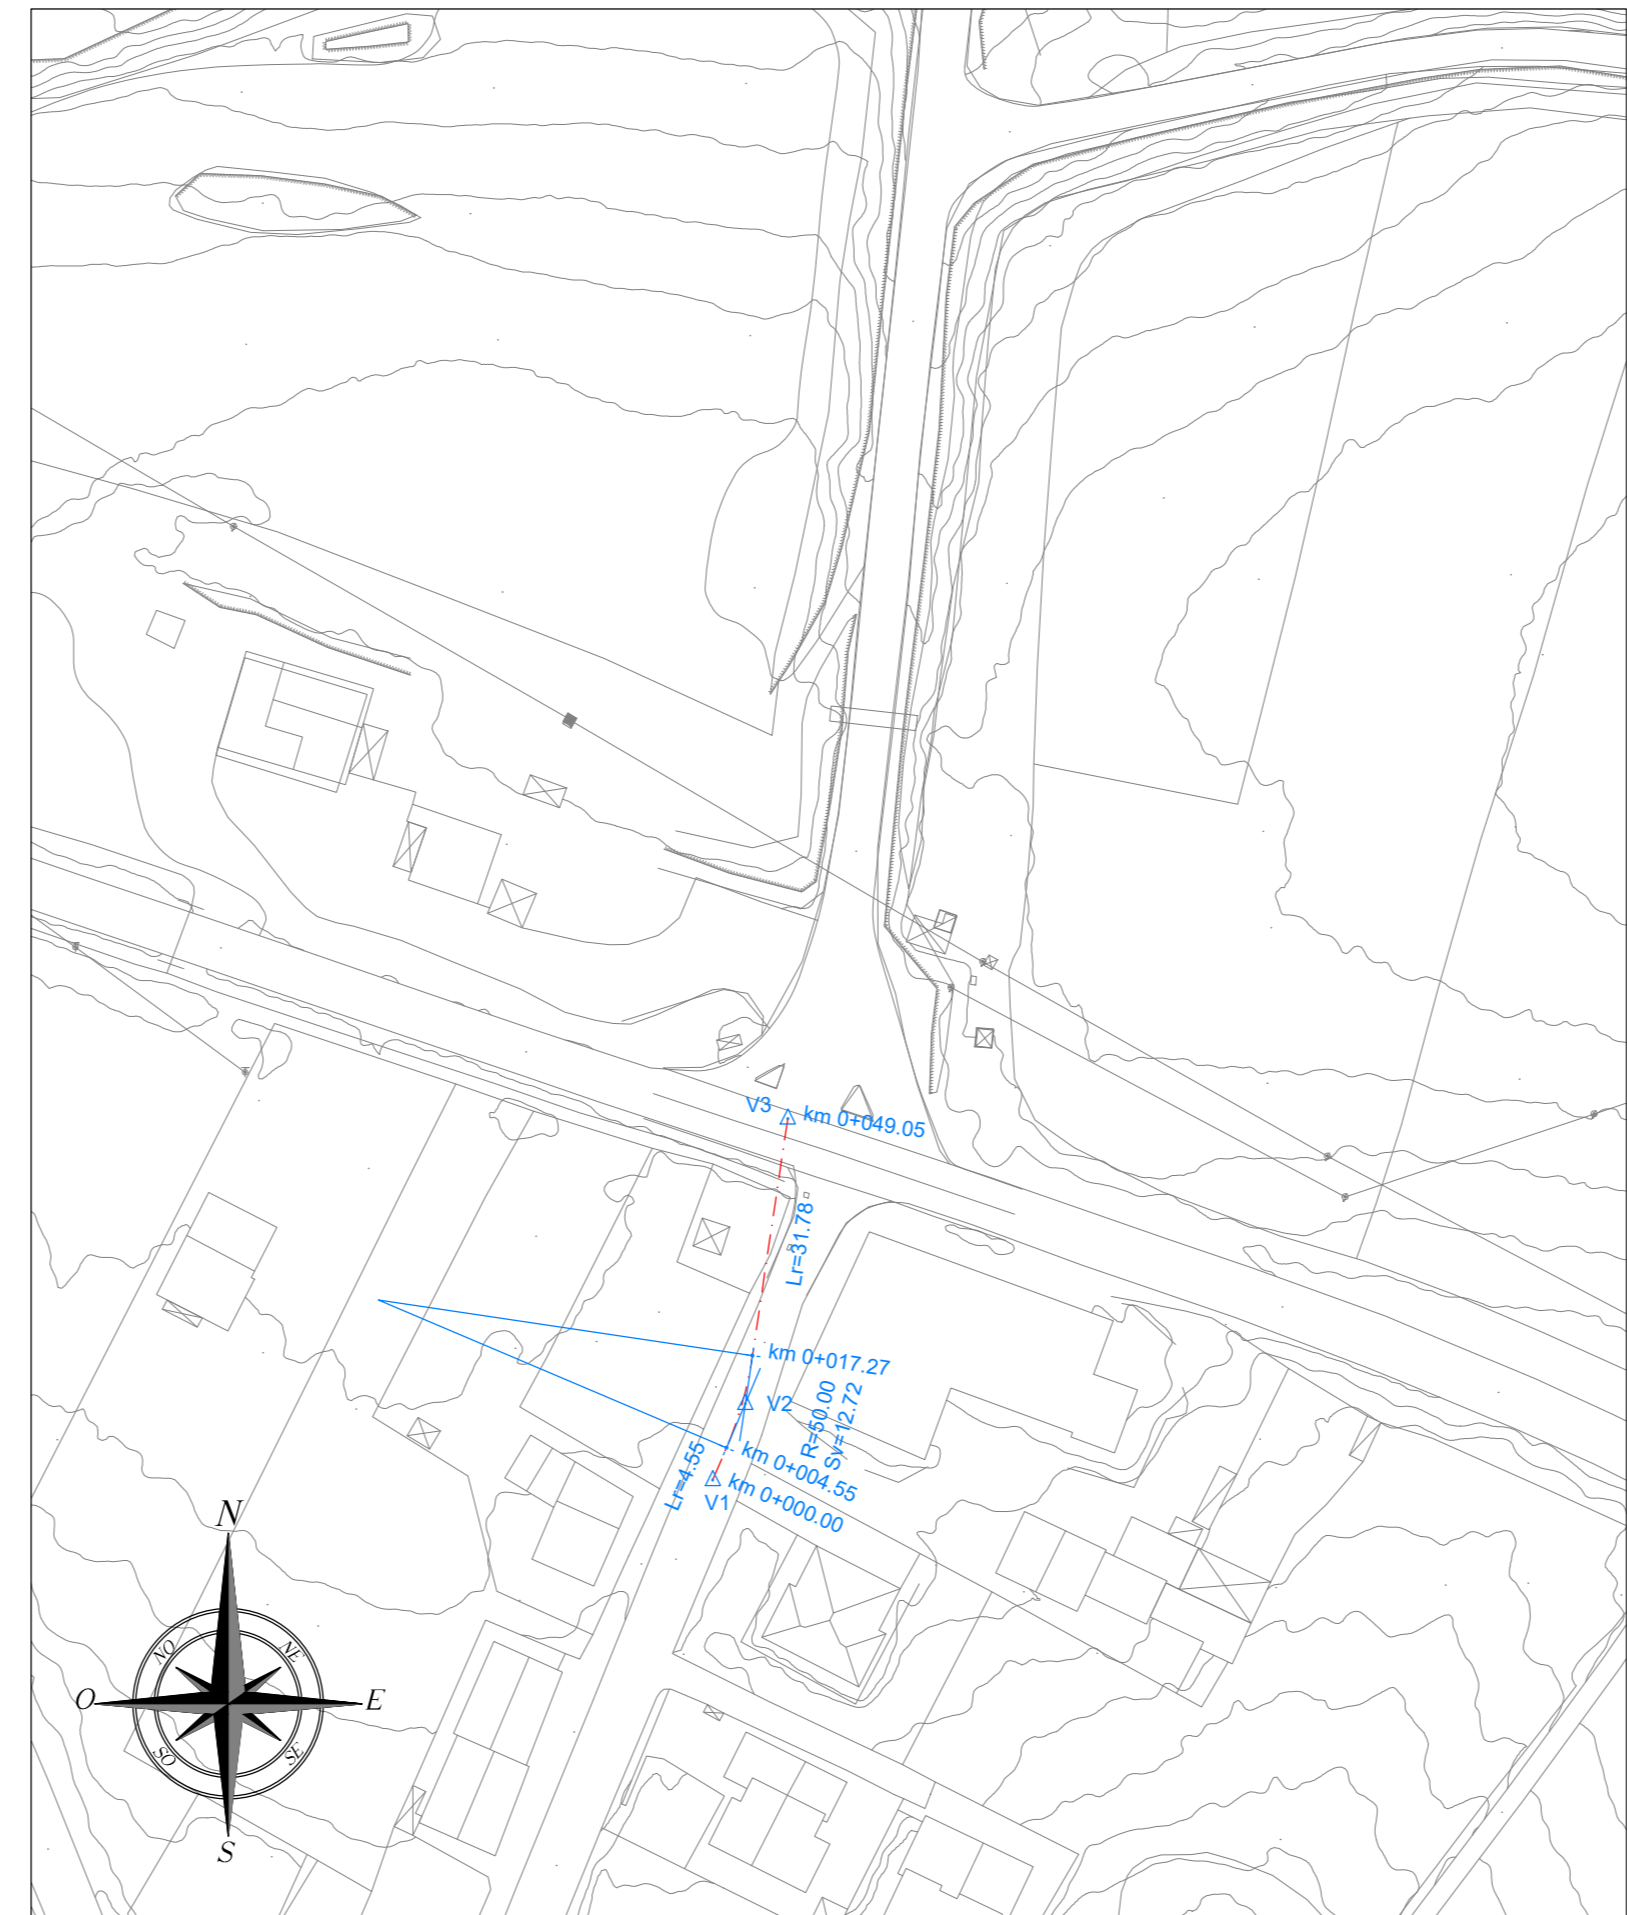 V3
km 0+049.05
Lr=31.78
km 0+017.27
V2
R=50.00
Sv=12.72
km 0+004.55
Lr=4.55
V1
km 0+000.00
N
NO
NE
O
E
SO
SE
S